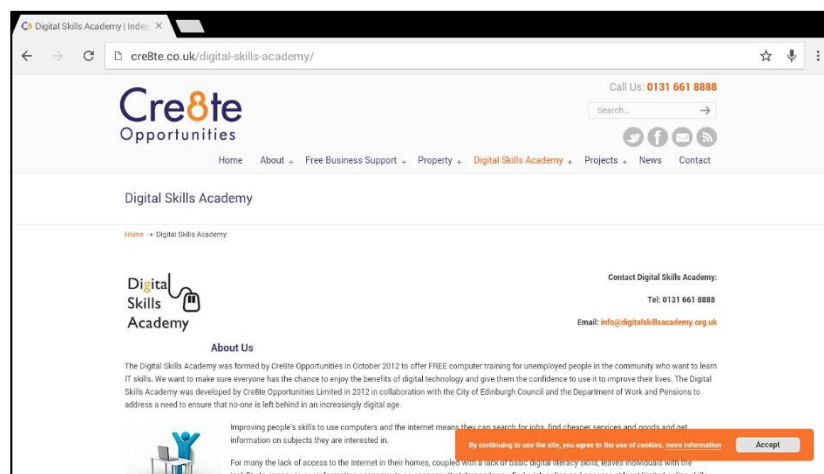 Digital Skills Academy | Indep
cre8te.co.uk/digital-skills-academy/
Call Us: 0131 661 8888
Cre8te
Opportunities
Search...
Home About + Free Business Support + Property + Digital Skills Academy + Projects + News Contact
Digital Skills Academy
Home → Digital Skills Academy
Contact Digital Skills Academy:
Tel: 0131 661 8888
Email: info@digitalskillsacademy.org.uk
Digital
Skills
Academy
About Us
The Digital Skills Academy was formed by Cre8te Opportunities in October 2012 to offer FREE computer training for unemployed people in the community who want to learn
IT skills. We want to make sure everyone has the chance to enjoy the benefits of digital technology and give them the confidence to use it to improve their lives. The Digital
Skills Academy was developed by Cre8te Opportunities Limited in 2012 in collaboration with the City of Edinburgh Council and the Department of Work and Pensions to
address a need to ensure that no-one is left behind in an increasingly digital age.
Improving people's skills to use computers and the internet means they can search for jobs, find cheaper services and goods and get
information on subjects they are interested in.
By continuing to use the site, you agree to the use of cookies. more information
Accept
For many the lack of access to the Internet in their homes, coupled with a lack of basic digital literacy skills, leaves individuals with the